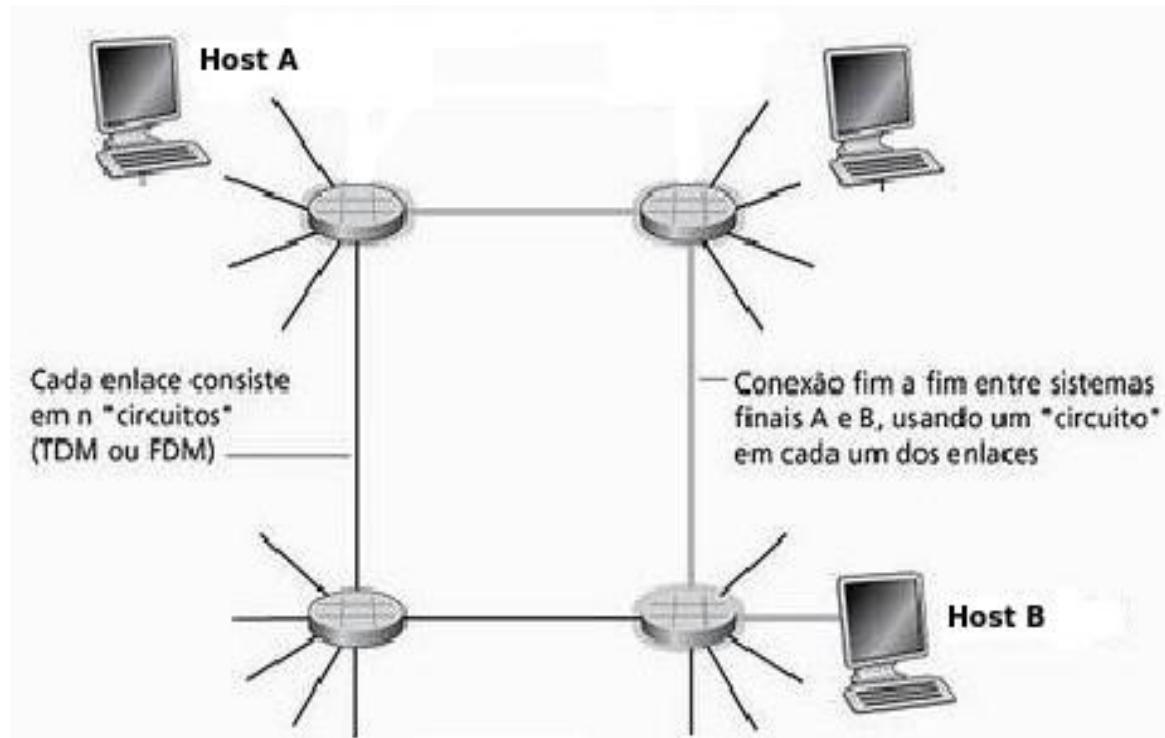 Host A
Cada enlace consiste
em n "circuitos"
(TDM ou FDM)
Conexão fim a fim entre sistemas
finais A e B, usando um "circuito"
em cada um dos enlaces
Host B